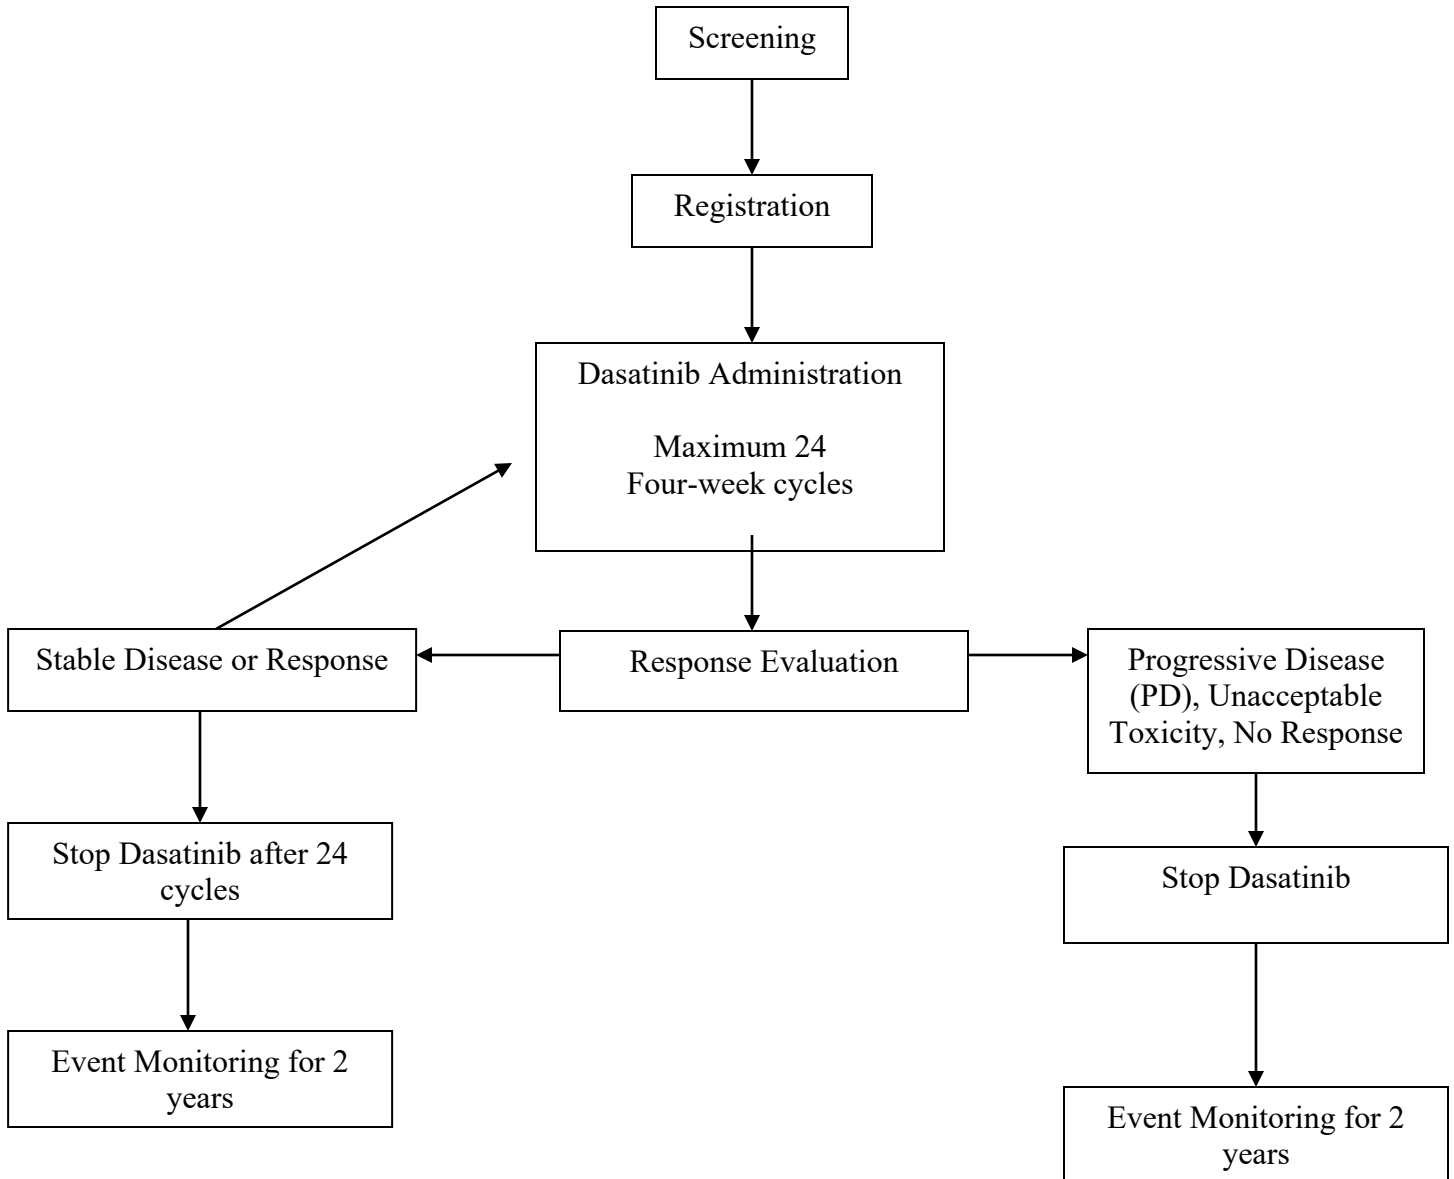 Screening
Registration
Dasatinib Administration
Maximum 24
Four-week cycles
Stable Disease or Response
Response Evaluation
Progressive Disease
(PD), Unacceptable
Toxicity, No Response
Stop Dasatinib after 24
cycles
Stop Dasatinib
Event Monitoring for 2
years
Event Monitoring for 2
years